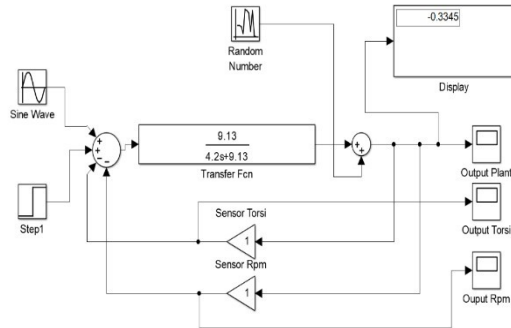 -0.3345
Display
Random
Number
Sine Wave
9.13
4.2s+9.13
Transfer Fcn
Step1
Output Plant
Sensor Torsi
1
Output Torsi
Sensor Rpm
1
Ouput Rpm